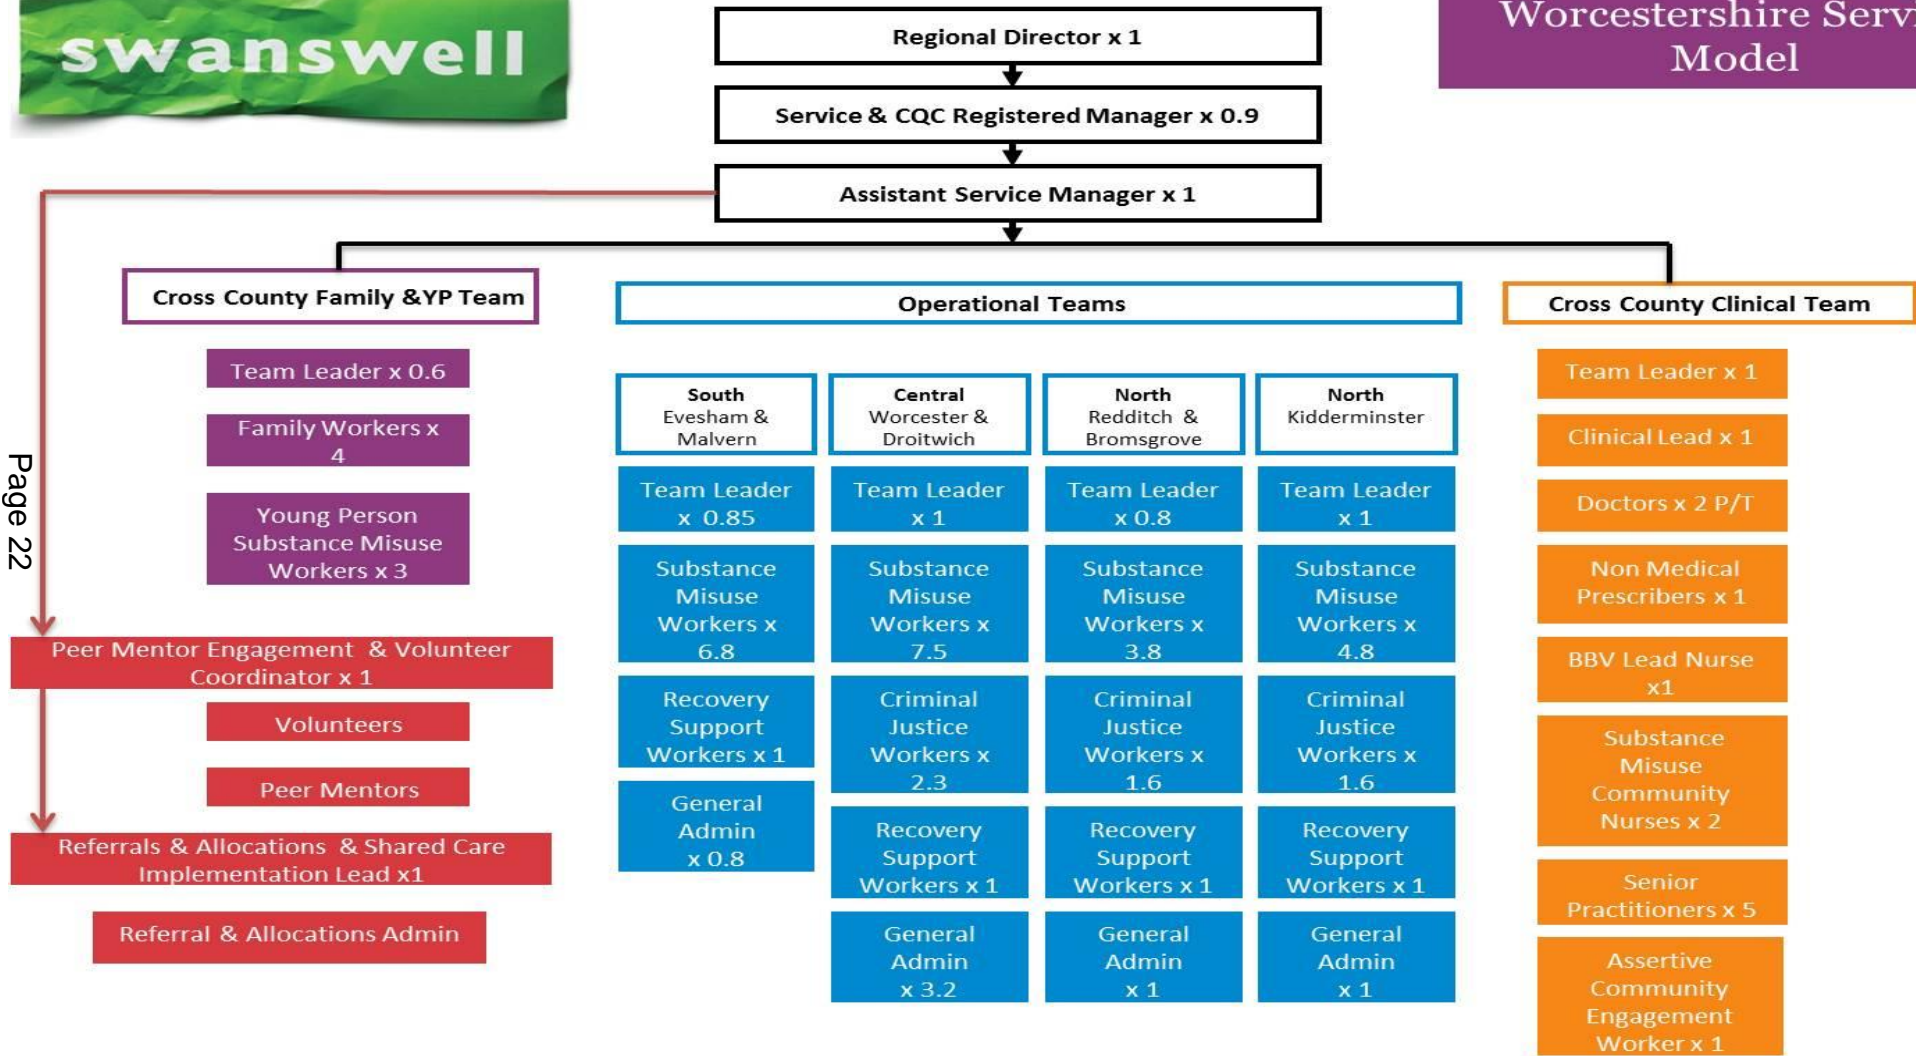 swanswell
Worcestershire Servi
Model
Regional Director x 1
Service & CQC Registered Manager x 0.9
Assistant Service Manager x 1
Page 22
Cross County Family &YP Team
Team Leader x 0.6
Family Workers x
4
Young Person
Substance Misuse
Workers x 3
Peer Mentor Engagement & Volunteer
Coordinator x 1
Volunteers
Peer Mentors
Referrals & Allocations & Shared Care
Implementation Lead x1
Referral & Allocations Admin
Operational Teams
South
Evesham &
Malvern
Team Leader
x 0.85
Substance
Misuse
Workers x
6.8
Recovery
Support
Workers x 1
General
Admin
x 0.8
Central
Worcester &
Droitwich
Team Leader
x 1
Substance
Misuse
Workers x
7.5
Criminal
Justice
Workers x
2.3
Recovery
Support
Workers x 1
General
Admin
x 3.2
North
Redditch &
Bromsgrove
Team Leader
x 0.8
Substance
Misuse
Workers x
3.8
Criminal
Justice
Workers x
1.6
Recovery
Support
Workers x 1
General
Admin
x 1
North
Kidderminster
Team Leader
x 1
Substance
Misuse
Workers x
4.8
Criminal
Justice
Workers x
1.6
Recovery
Support
Workers x 1
General
Admin
x 1
Cross County Clinical Team
Team Leader x 1
Clinical Lead x 1
Doctors x 2 P/T
Non Medical
Prescribers x 1
BBV Lead Nurse
x1
Substance
Misuse
Community
Nurses x 2
Senior
Practitioners x 5
Assertive
Community
Engagement
Worker x 1